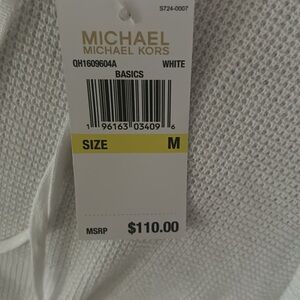 S724-0007
MICHAEL
MICHAEL KORS
QH1609604A WHITE
BASICS
1 96163 03409 6
SIZE M
MSRP $110.00